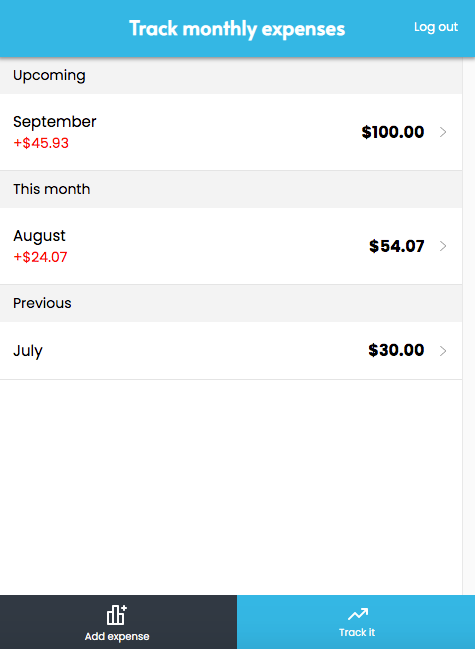 Track monthly expenses
Log out
Upcoming
September
+$45.93
$100.00
This month
August
+$24.07
$54.07
Previous
July
$30.00
Add expense
Track It